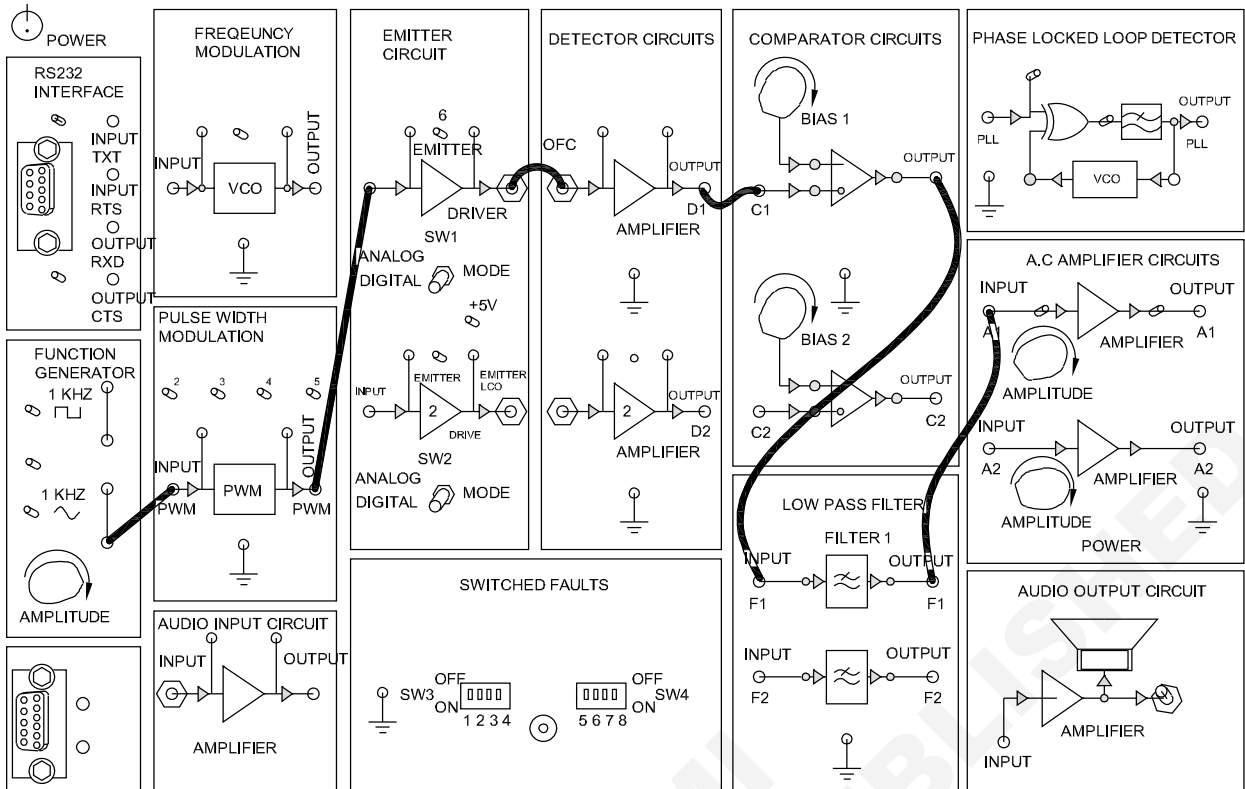 POWER
RS232
INTERFACE
INPUT
TXT
INPUT
RTS
OUTPUT
RXD
OUTPUT
CTS
FUNCTION
GENERATOR
1 KHZ
1 KHZ
AMPLITUDE
FREQEUNCY
MODULATION
INPUT
VCO
OUTPUT
PULSE WIDTH
MODULATION
2
3
4
5
INPUT
PWM
PWM
OUTPUT
PWM
AUDIO INPUT CIRCUIT
INPUT
OUTPUT
AMPLIFIER
EMITTER
CIRCUIT
6
EMITTER
DRIVER
SW1
ANALOG
DIGITAL
MODE
+5V
INPUT
EMITTER
EMITTER
LCO
2
DRIVE
SW2
ANALOG
DIGITAL
MODE
OFC
DETECTOR CIRCUITS
OUTPUT
D1
AMPLIFIER
2
OUTPUT
D2
AMPLIFIER
SWITCHED FAULTS
SW3
OFF
ON
1 2 3 4
OFF
SW4
ON
5 6 7 8
COMPARATOR CIRCUITS
BIAS 1
C1
OUTPUT
BIAS 2
C2
OUTPUT
C2
LOW PASS FILTER
FILTER 1
INPUT
F1
OUTPUT
F1
INPUT
F2
OUTPUT
F2
PHASE LOCKED LOOP DETECTOR
PLL
OUTPUT
PLL
VCO
A.C AMPLIFIER CIRCUITS
INPUT
A1
OUTPUT
A1
AMPLIFIER
AMPLITUDE
INPUT
A2
OUTPUT
A2
AMPLIFIER
AMPLITUDE
POWER
AUDIO OUTPUT CIRCUIT
AMPLIFIER
INPUT